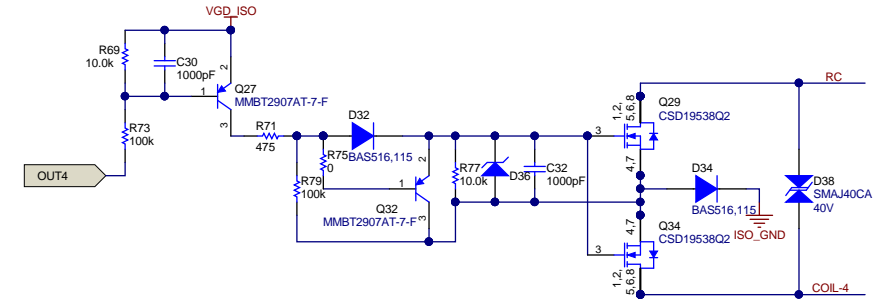 VGD_ISO
R69
10.0k
C30
1000pF
2
1
Q27
MMBT2907AT-7-F
3
R73
100k
OUT4
R71
475
D32
BAS516,115
R75
0
R79
100k
2
1
3
Q32
MMBT2907AT-7-F
R77
10.0k
D36
C32
1000pF
1,2,
5,6,8
3
4,7
Q29
CSD19538Q2
RC
D34
BAS516,115
ISO_GND
D38
SMAJ40CA
40V
4,7
3
Q34
CSD19538Q2
1,2,
5,6,8
COIL-4